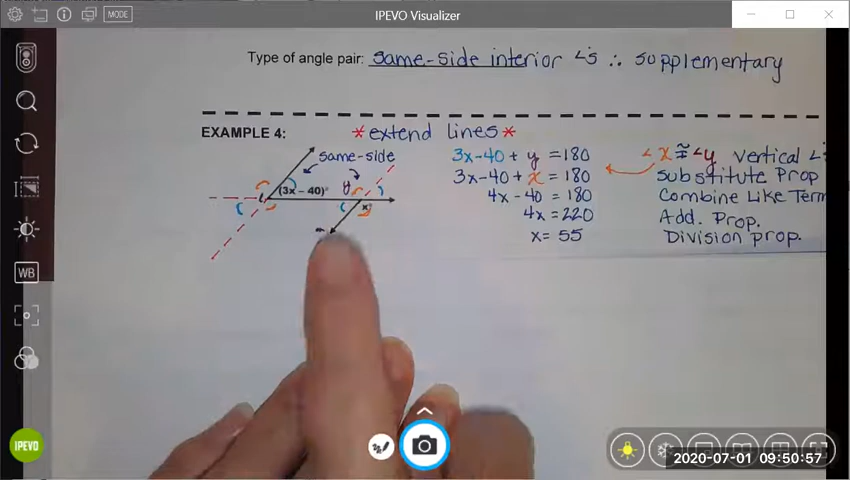 IPEVO Visualizer
MODE
Type of angle pair: same-side interior ∠'s ∴ supplementary
EXAMPLE 4: *extend lines*
same-side
y
(3x – 40)°
x°
3x-40 + y = 180
∠x ≅ ∠y vertical ∠
3x-40 + x = 180
substitute Prop
4x - 40 = 180
Combine Like Term
4x = 220
Add. Prop.
x = 55
Division prop.
WB
iPEVO
2020-07-01 09:50:57